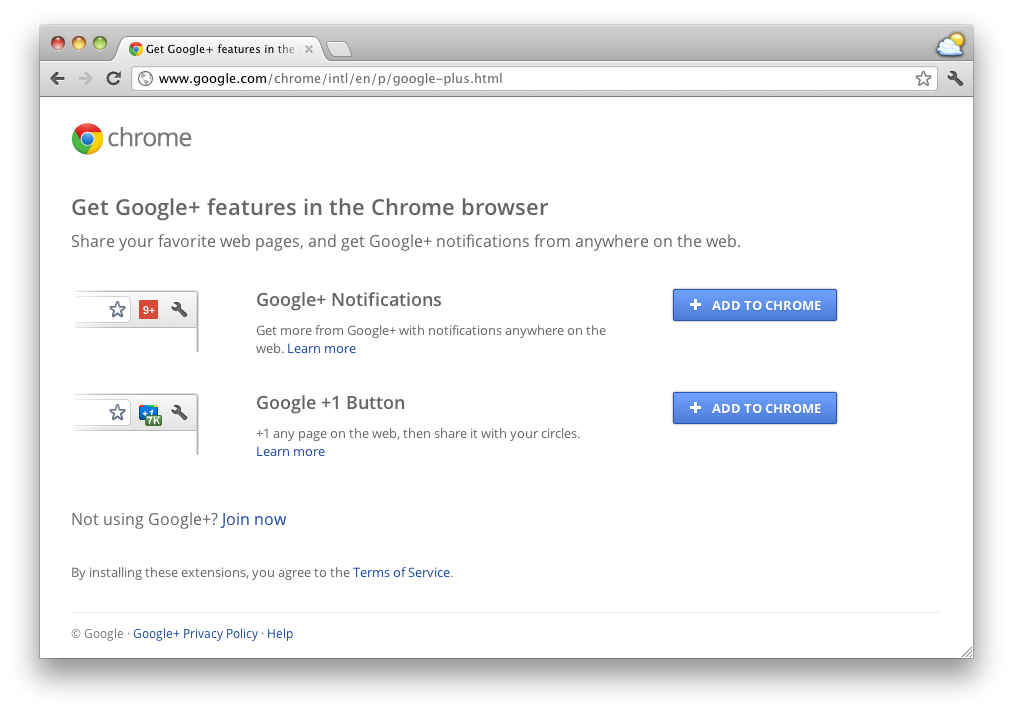 Get Google+ features in the
www.google.com/chrome/intl/en/p/google-plus.html
chrome
Get Google+ features in the Chrome browser
Share your favorite web pages, and get Google+ notifications from anywhere on the web.
9+
Google+ Notifications
ADD TO CHROME
Get more from Google+ with notifications anywhere on the
web. Learn more
+1
7K
Google +1 Button
ADD TO CHROME
+1 any page on the web, then share it with your circles.
Learn more
Not using Google+? Join now
By installing these extensions, you agree to the Terms of Service.
© Google · Google+ Privacy Policy · Help